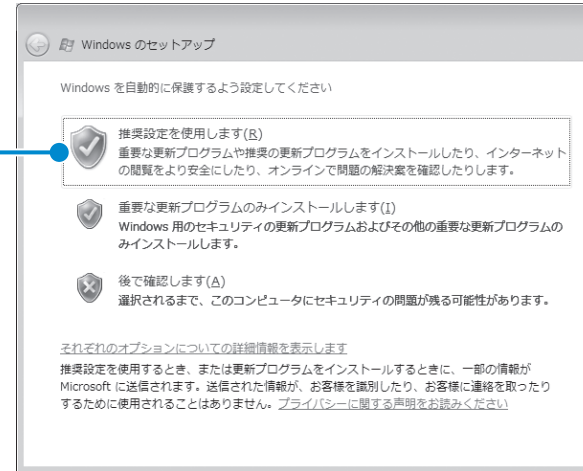 Windows のセットアップ
Windows を自動的に保護するよう設定してください
推奨設定を使用します(R)
重要な更新プログラムや推奨の更新プログラムをインストールしたり、インターネット
の閲覧をより安全にしたり、オンラインで問題の解決案を確認したりします。
重要な更新プログラムのみインストールします(I)
Windows 用のセキュリティの更新プログラムおよびその他の重要な更新プログラムの
みインストールします。
後で確認します(A)
選択されるまで、このコンピュータにセキュリティの問題が残る可能性があります。
それぞれのオプションについての詳細情報を表示します
推奨設定を使用するとき、または更新プログラムをインストールするときに、一部の情報が
Microsoft に送信されます。送信された情報が、お客様を識別したり、お客様に連絡を取ったり
するために使用されることはありません。プライバシーに関する声明をお読みください